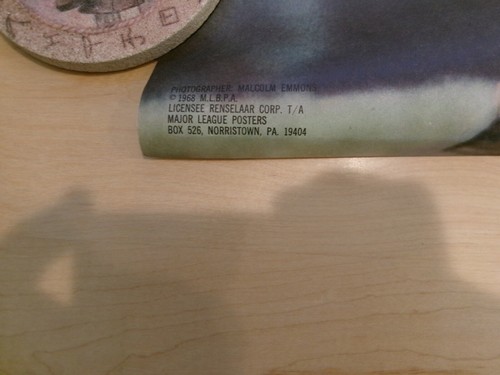 PHOTOGRAPHER: MALCOLM EMMONS
© 1968 M.L.B.P.A.
LICENSEE RENSELAAR CORP. T/A
MAJOR LEAGUE POSTERS
BOX 526, NORRISTOWN, PA. 19404